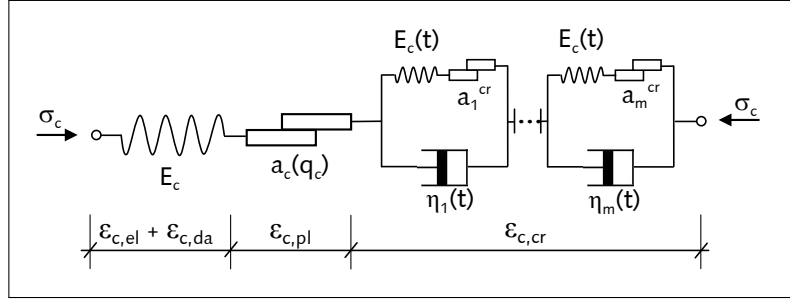 E_c(t) E_c(t)
σ_c a_1^cr a_m^cr σ_c
E_c a_c(q_c) η_1(t) ... η_m(t)
ε_c,el + ε_c,da ε_c,pl ε_c,cr